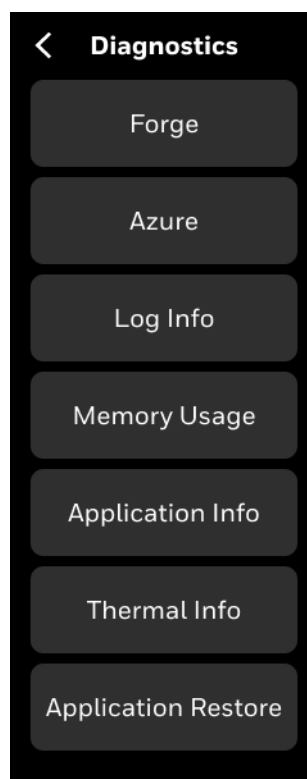 Diagnostics
Forge
Azure
Log Info
Memory Usage
Application Info
Thermal Info
Application Restore